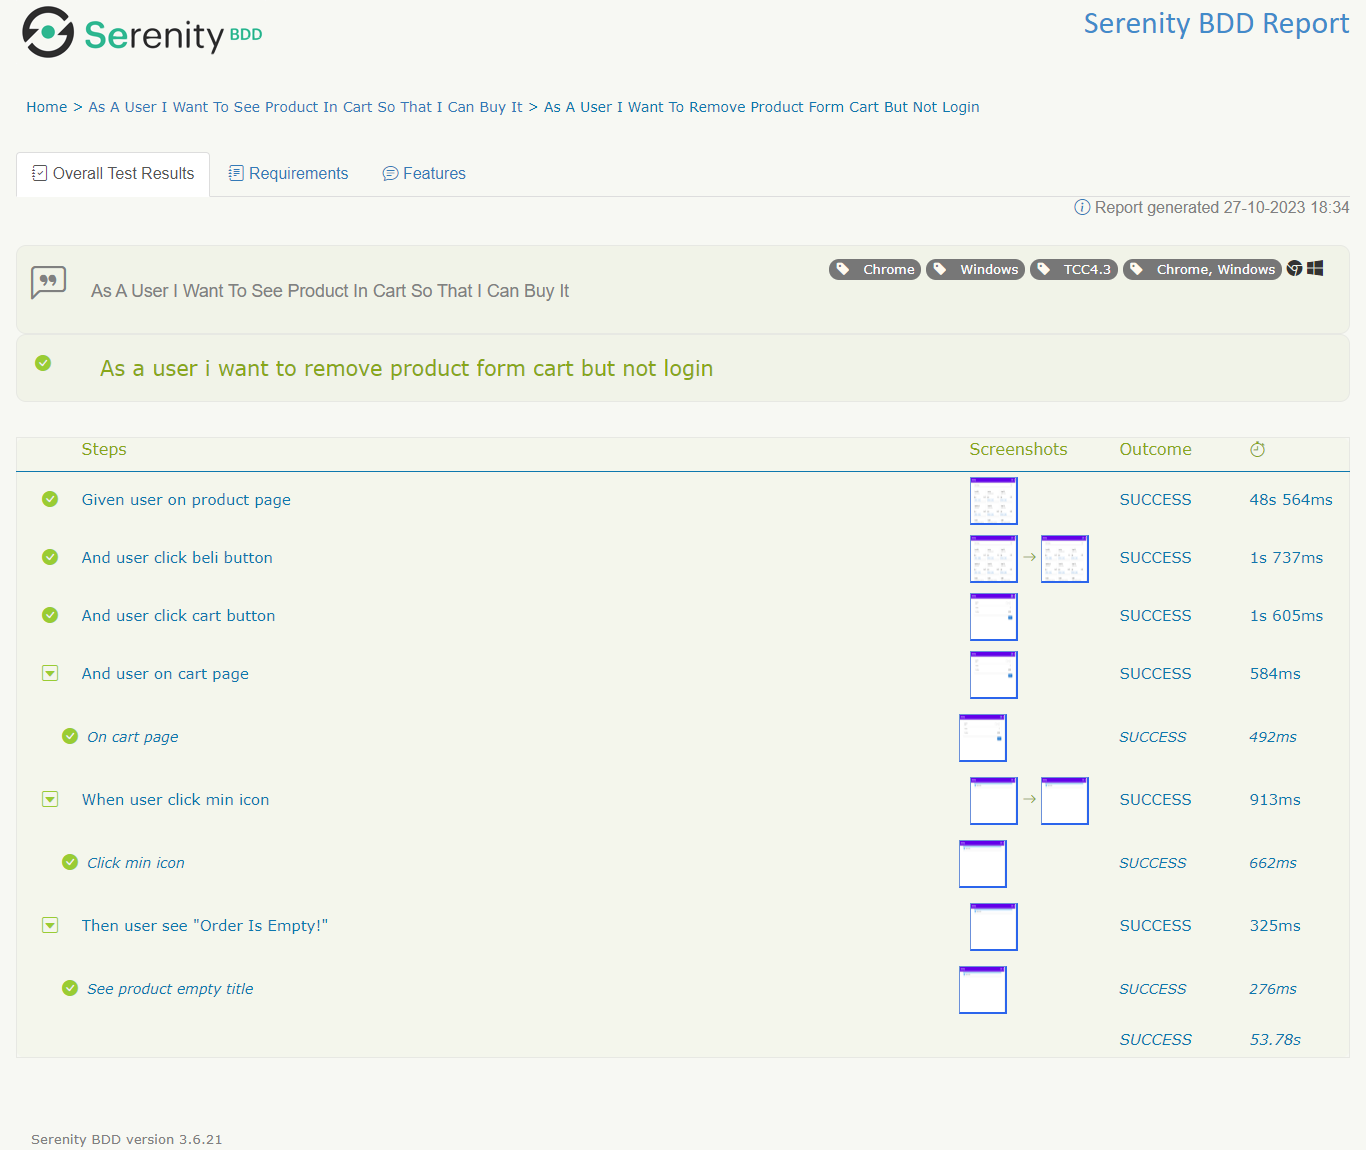 Serenity BDD
Serenity BDD Report
Home > As A User I Want To See Product In Cart So That I Can Buy It > As A User I Want To Remove Product Form Cart But Not Login
Overall Test Results Requirements Features
Report generated 27-10-2023 18:34
Chrome Windows TCC4.3 Chrome, Windows
As A User I Want To See Product In Cart So That I Can Buy It
As a user i want to remove product form cart but not login
Steps Screenshots Outcome
Given user on product page SUCCESS 48s 564ms
And user click beli button SUCCESS 1s 737ms
And user click cart button SUCCESS 1s 605ms
And user on cart page SUCCESS 584ms
On cart page SUCCESS 492ms
When user click min icon SUCCESS 913ms
Click min icon SUCCESS 662ms
Then user see "Order Is Empty!" SUCCESS 325ms
See product empty title SUCCESS 276ms
SUCCESS 53.78s
Serenity BDD version 3.6.21